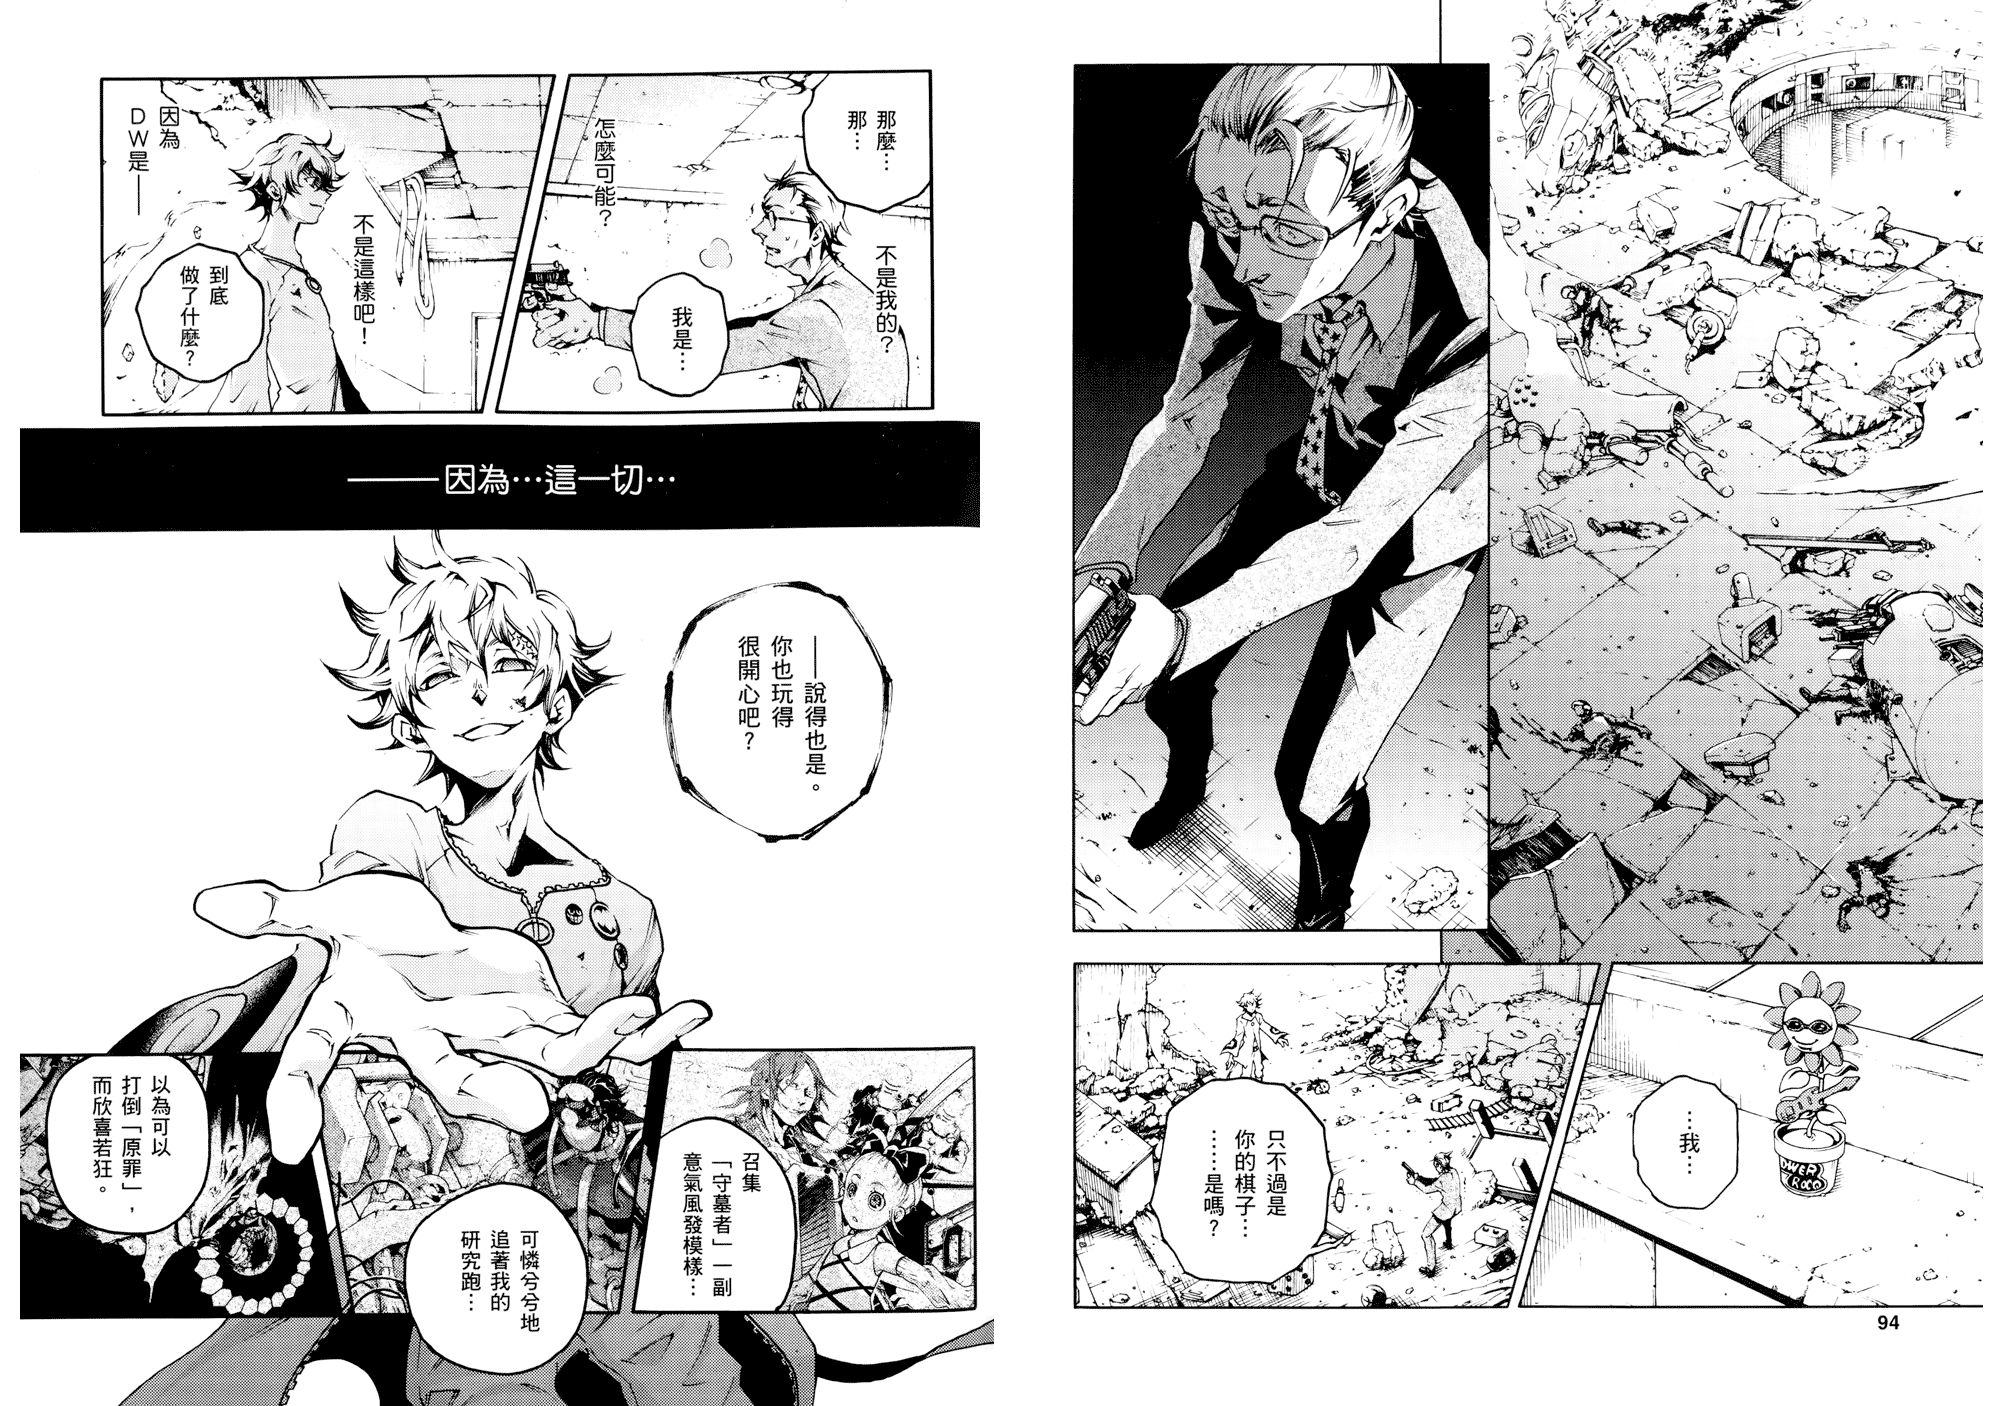 …我…
POWER
ROCK
只不過是
你的棋子…
……是嗎？
94
那麼…
那…
不是我的？
怎麼可能？
我是…
不是這樣吧！
因為
DW是——
到底
做了什麼？
——因為…這一切…
——說得也是。
你也玩得
很開心吧？
召集
「守墓者」一副
意氣風發模樣…
可憐兮兮地
追著我的
研究跑…
以為可以
打倒「原罪」，
而欣喜若狂。